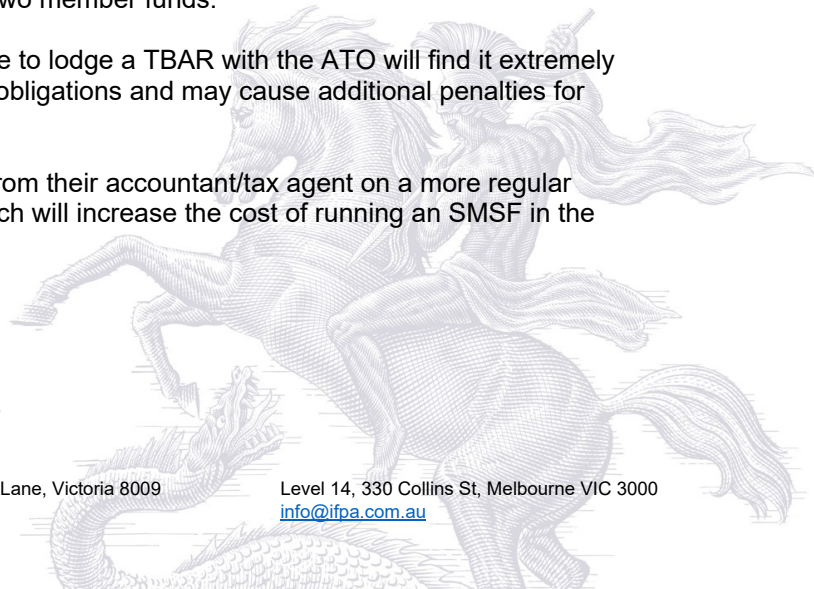 wo member funds.
e to lodge a TBAR with the ATO will find it extremely
obligations and may cause additional penalties for
rom their accountant/tax agent on a more regular
ch will increase the cost of running an SMSF in the
Lane, Victoria 8009
Level 14, 330 Collins St, Melbourne VIC 3000
info@ifpa.com.au